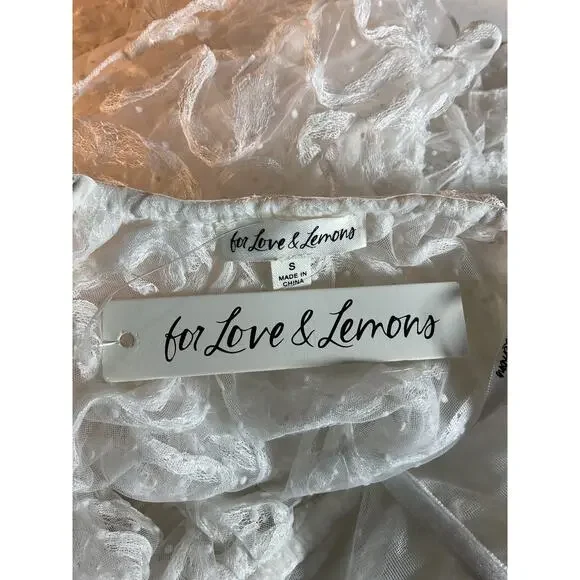 for Love & Lemons
S
MADE IN
CHINA
for Love & Lemons